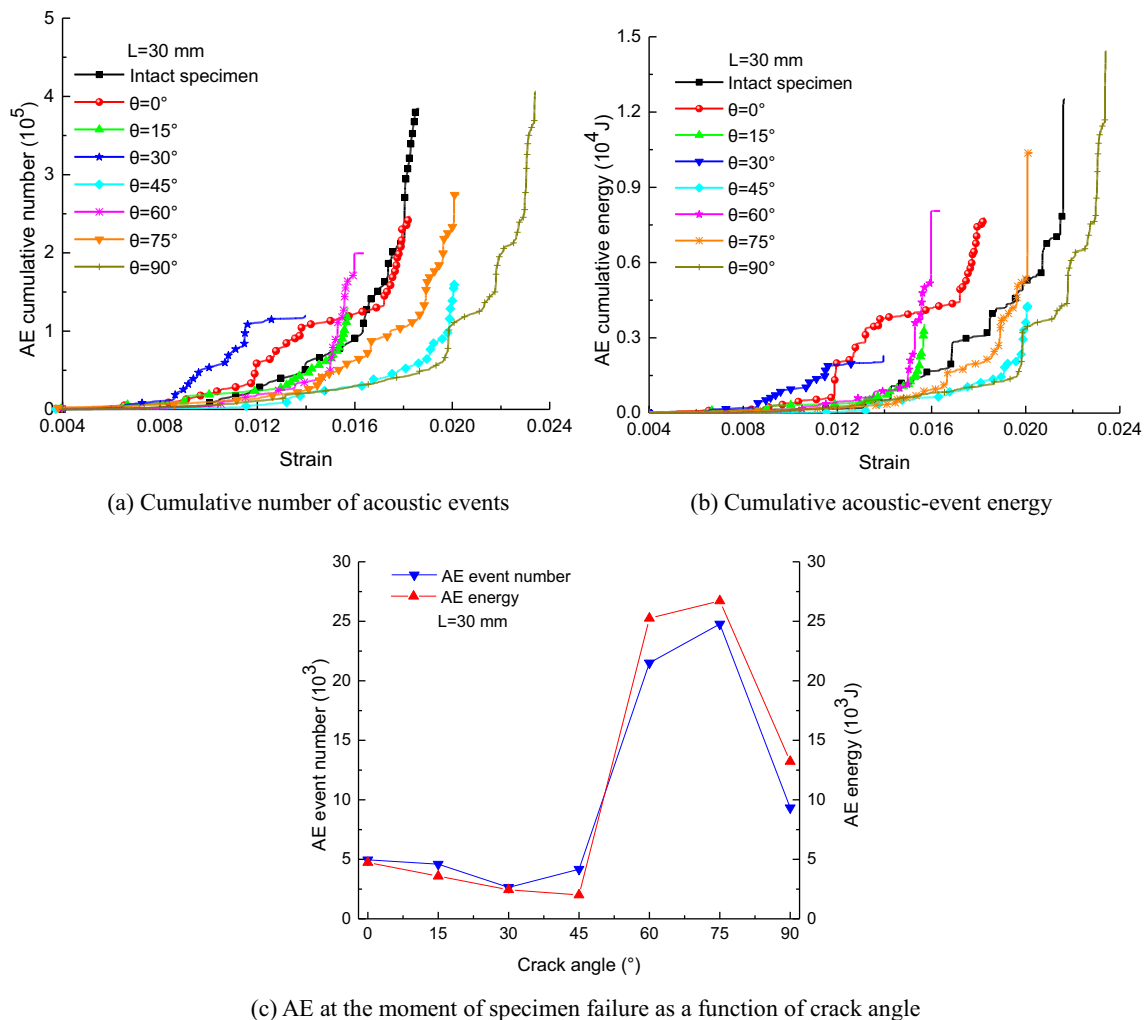 5
4
3
2
1
0
AE cumulative number (10^5)
L=30 mm
Intact specimen
θ=0°
θ=15°
θ=30°
θ=45°
θ=60°
θ=75°
θ=90°
0.004 0.008 0.012 0.016 0.020 0.024
Strain
(a) Cumulative number of acoustic events
1.5
1.2
0.9
0.6
0.3
0.0
AE cumulative energy (10^4 J)
L=30 mm
Intact specimen
θ=0°
θ=15°
θ=30°
θ=45°
θ=60°
θ=75°
θ=90°
0.004 0.008 0.012 0.016 0.020 0.024
Strain
(b) Cumulative acoustic-event energy
30
25
20
15
10
5
0
AE event number (10^3)
AE event number
AE energy
L=30 mm
30
25
20
15
10
5
0
AE energy (10^3J)
0 15 30 45 60 75 90
Crack angle (°)
(c) AE at the moment of specimen failure as a function of crack angle